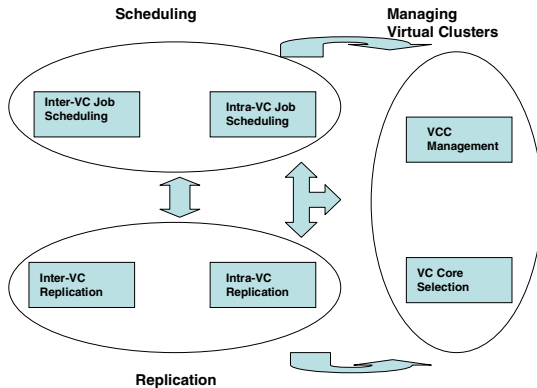 Scheduling
Managing
Virtual Clusters
Inter-VC Job
Scheduling
Intra-VC Job
Scheduling
VCC
Management
Inter-VC
Replication
Intra-VC
Replication
VC Core
Selection
Replication